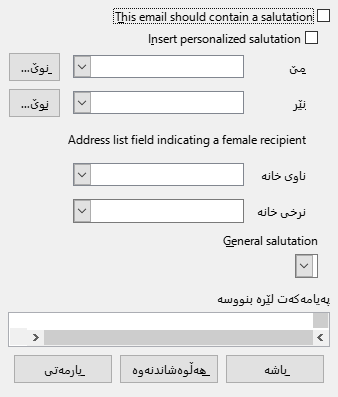 This email should contain a salutation
Insert personalized salutation
مێ
نوێ...
نێر
نوێ...
Address list field indicating a female recipient
ناوی خانە
نرخی خانە
General salutation
پەیامەکەت لێرە بنووسە
باشە
هەڵوەشاندنەوە
یارمەتی